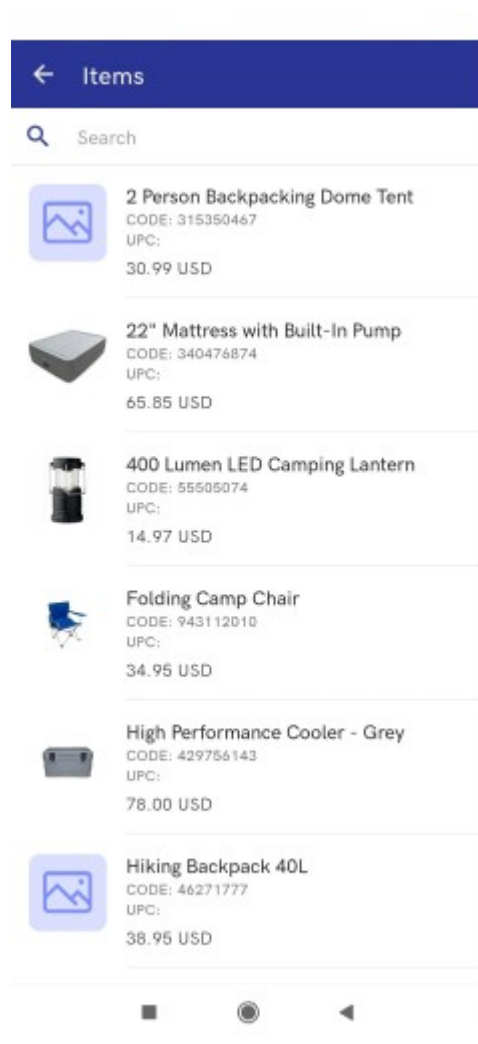 Items
Search
2 Person Backpacking Dome Tent
CODE: 315350467
UPC:
30.99 USD
22" Mattress with Built-In Pump
CODE: 340476874
UPC:
65.85 USD
400 Lumen LED Camping Lantern
CODE: 55505074
UPC:
14.97 USD
Folding Camp Chair
CODE: 943112010
UPC:
34.95 USD
High Performance Cooler - Grey
CODE: 429756143
UPC:
78.00 USD
Hiking Backpack 40L
CODE: 46271777
UPC:
38.95 USD